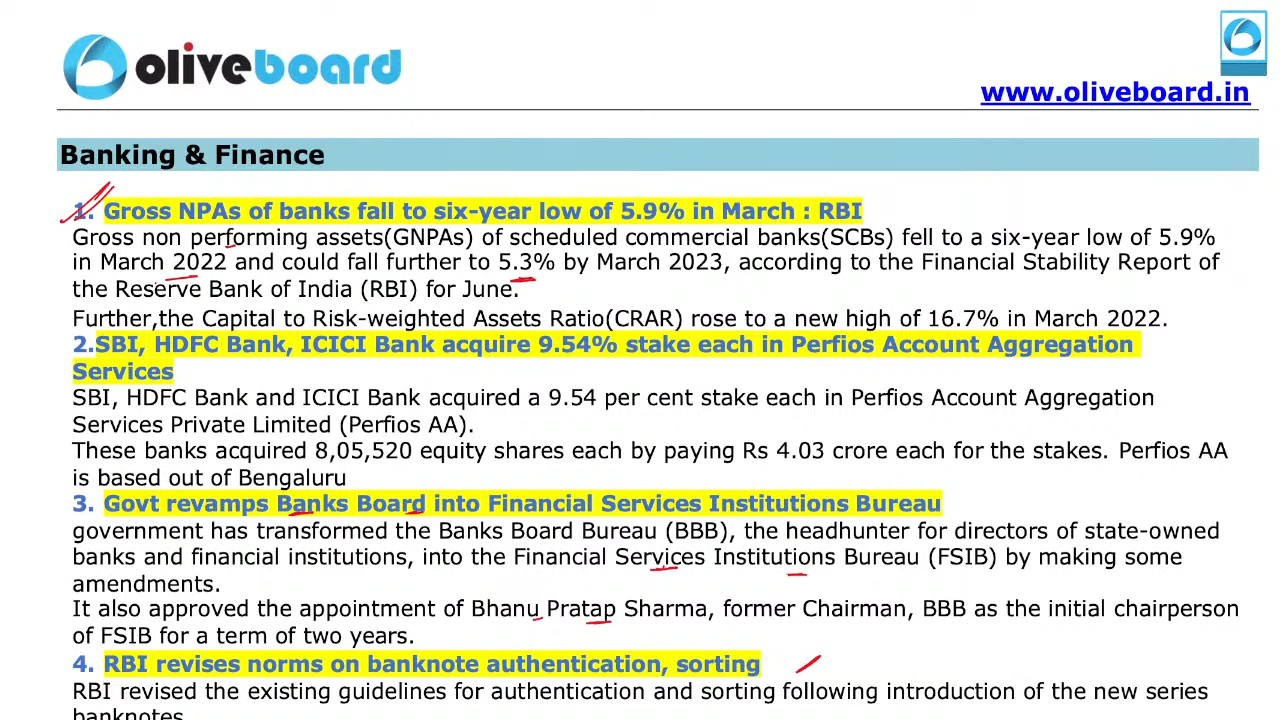 oliveboard
www.oliveboard.in
Banking & Finance
1. Gross NPAs of banks fall to six-year low of 5.9% in March : RBI
Gross non performing assets(GNPAs) of scheduled commercial banks(SCBs) fell to a six-year low of 5.9%
in March 2022 and could fall further to 5.3% by March 2023, according to the Financial Stability Report of
the Reserve Bank of India (RBI) for June.
Further,the Capital to Risk-weighted Assets Ratio(CRAR) rose to a new high of 16.7% in March 2022.
2.SBI, HDFC Bank, ICICI Bank acquire 9.54% stake each in Perfios Account Aggregation
Services
SBI, HDFC Bank and ICICI Bank acquired a 9.54 per cent stake each in Perfios Account Aggregation
Services Private Limited (Perfios AA).
These banks acquired 8,05,520 equity shares each by paying Rs 4.03 crore each for the stakes. Perfios AA
is based out of Bengaluru
3. Govt revamps Banks Board into Financial Services Institutions Bureau
government has transformed the Banks Board Bureau (BBB), the headhunter for directors of state-owned
banks and financial institutions, into the Financial Services Institutions Bureau (FSIB) by making some
amendments.
It also approved the appointment of Bhanu Pratap Sharma, former Chairman, BBB as the initial chairperson
of FSIB for a term of two years.
4. RBI revises norms on banknote authentication, sorting
RBI revised the existing guidelines for authentication and sorting following introduction of the new series
banknotes